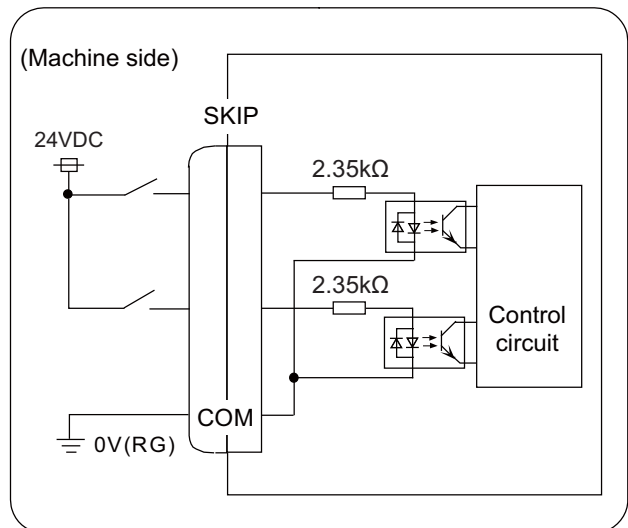 (Machine side)
SKIP
24VDC
2.35kΩ
2.35kΩ
Control
circuit
COM
0V(RG)